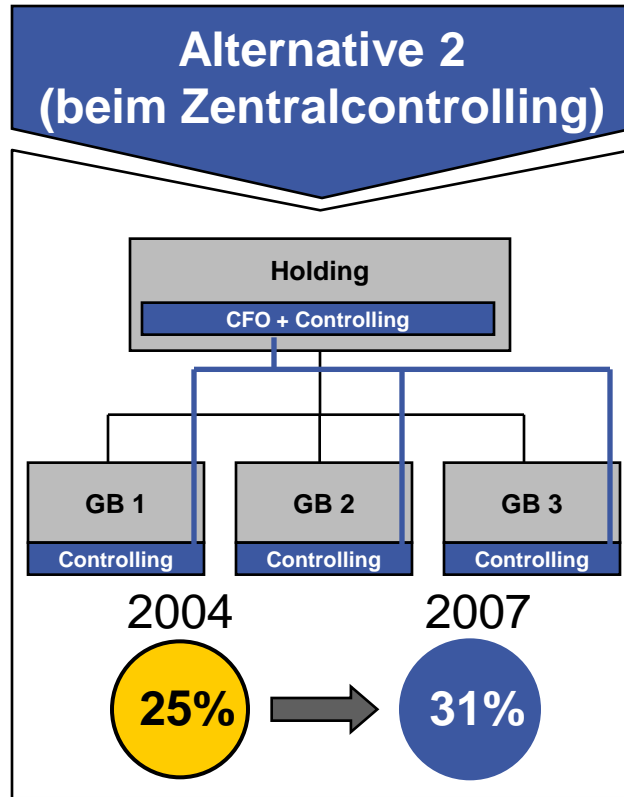 Alternative 2
(beim Zentralcontrolling)
Holding
CFO + Controlling
GB 1
GB 2
GB 3
Controlling
Controlling
Controlling
2004
2007
25%
31%